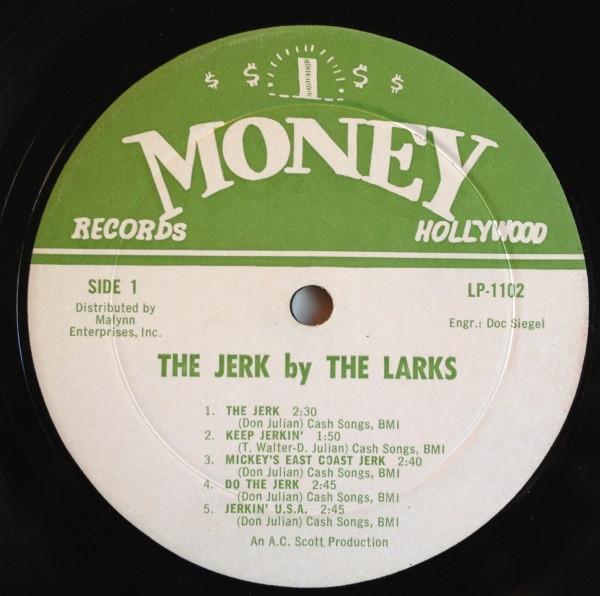 $ $ $ $
MONEY
RECORDS HOLLYWOOD
SIDE 1 LP-1102
Distributed by
Malynn
Enterprises, Inc.
Engr.: Doc Siegel
THE JERK by THE LARKS
1. THE JERK 2:30
(Don Julian) Cash Songs, BMI
2. KEEP JERKIN' 1:50
(T. Walter-D. Julian) Cash Songs, BMI
3. MICKEY'S EAST COAST JERK 2:40
(Don Julian) Cash Songs, BMI
4. DO THE JERK 2:45
(Don Julian) Cash Songs, BMI
5. JERKIN' U.S.A. 2:45
(Don Julian) Cash Songs, BMI
An A.C. Scott Production